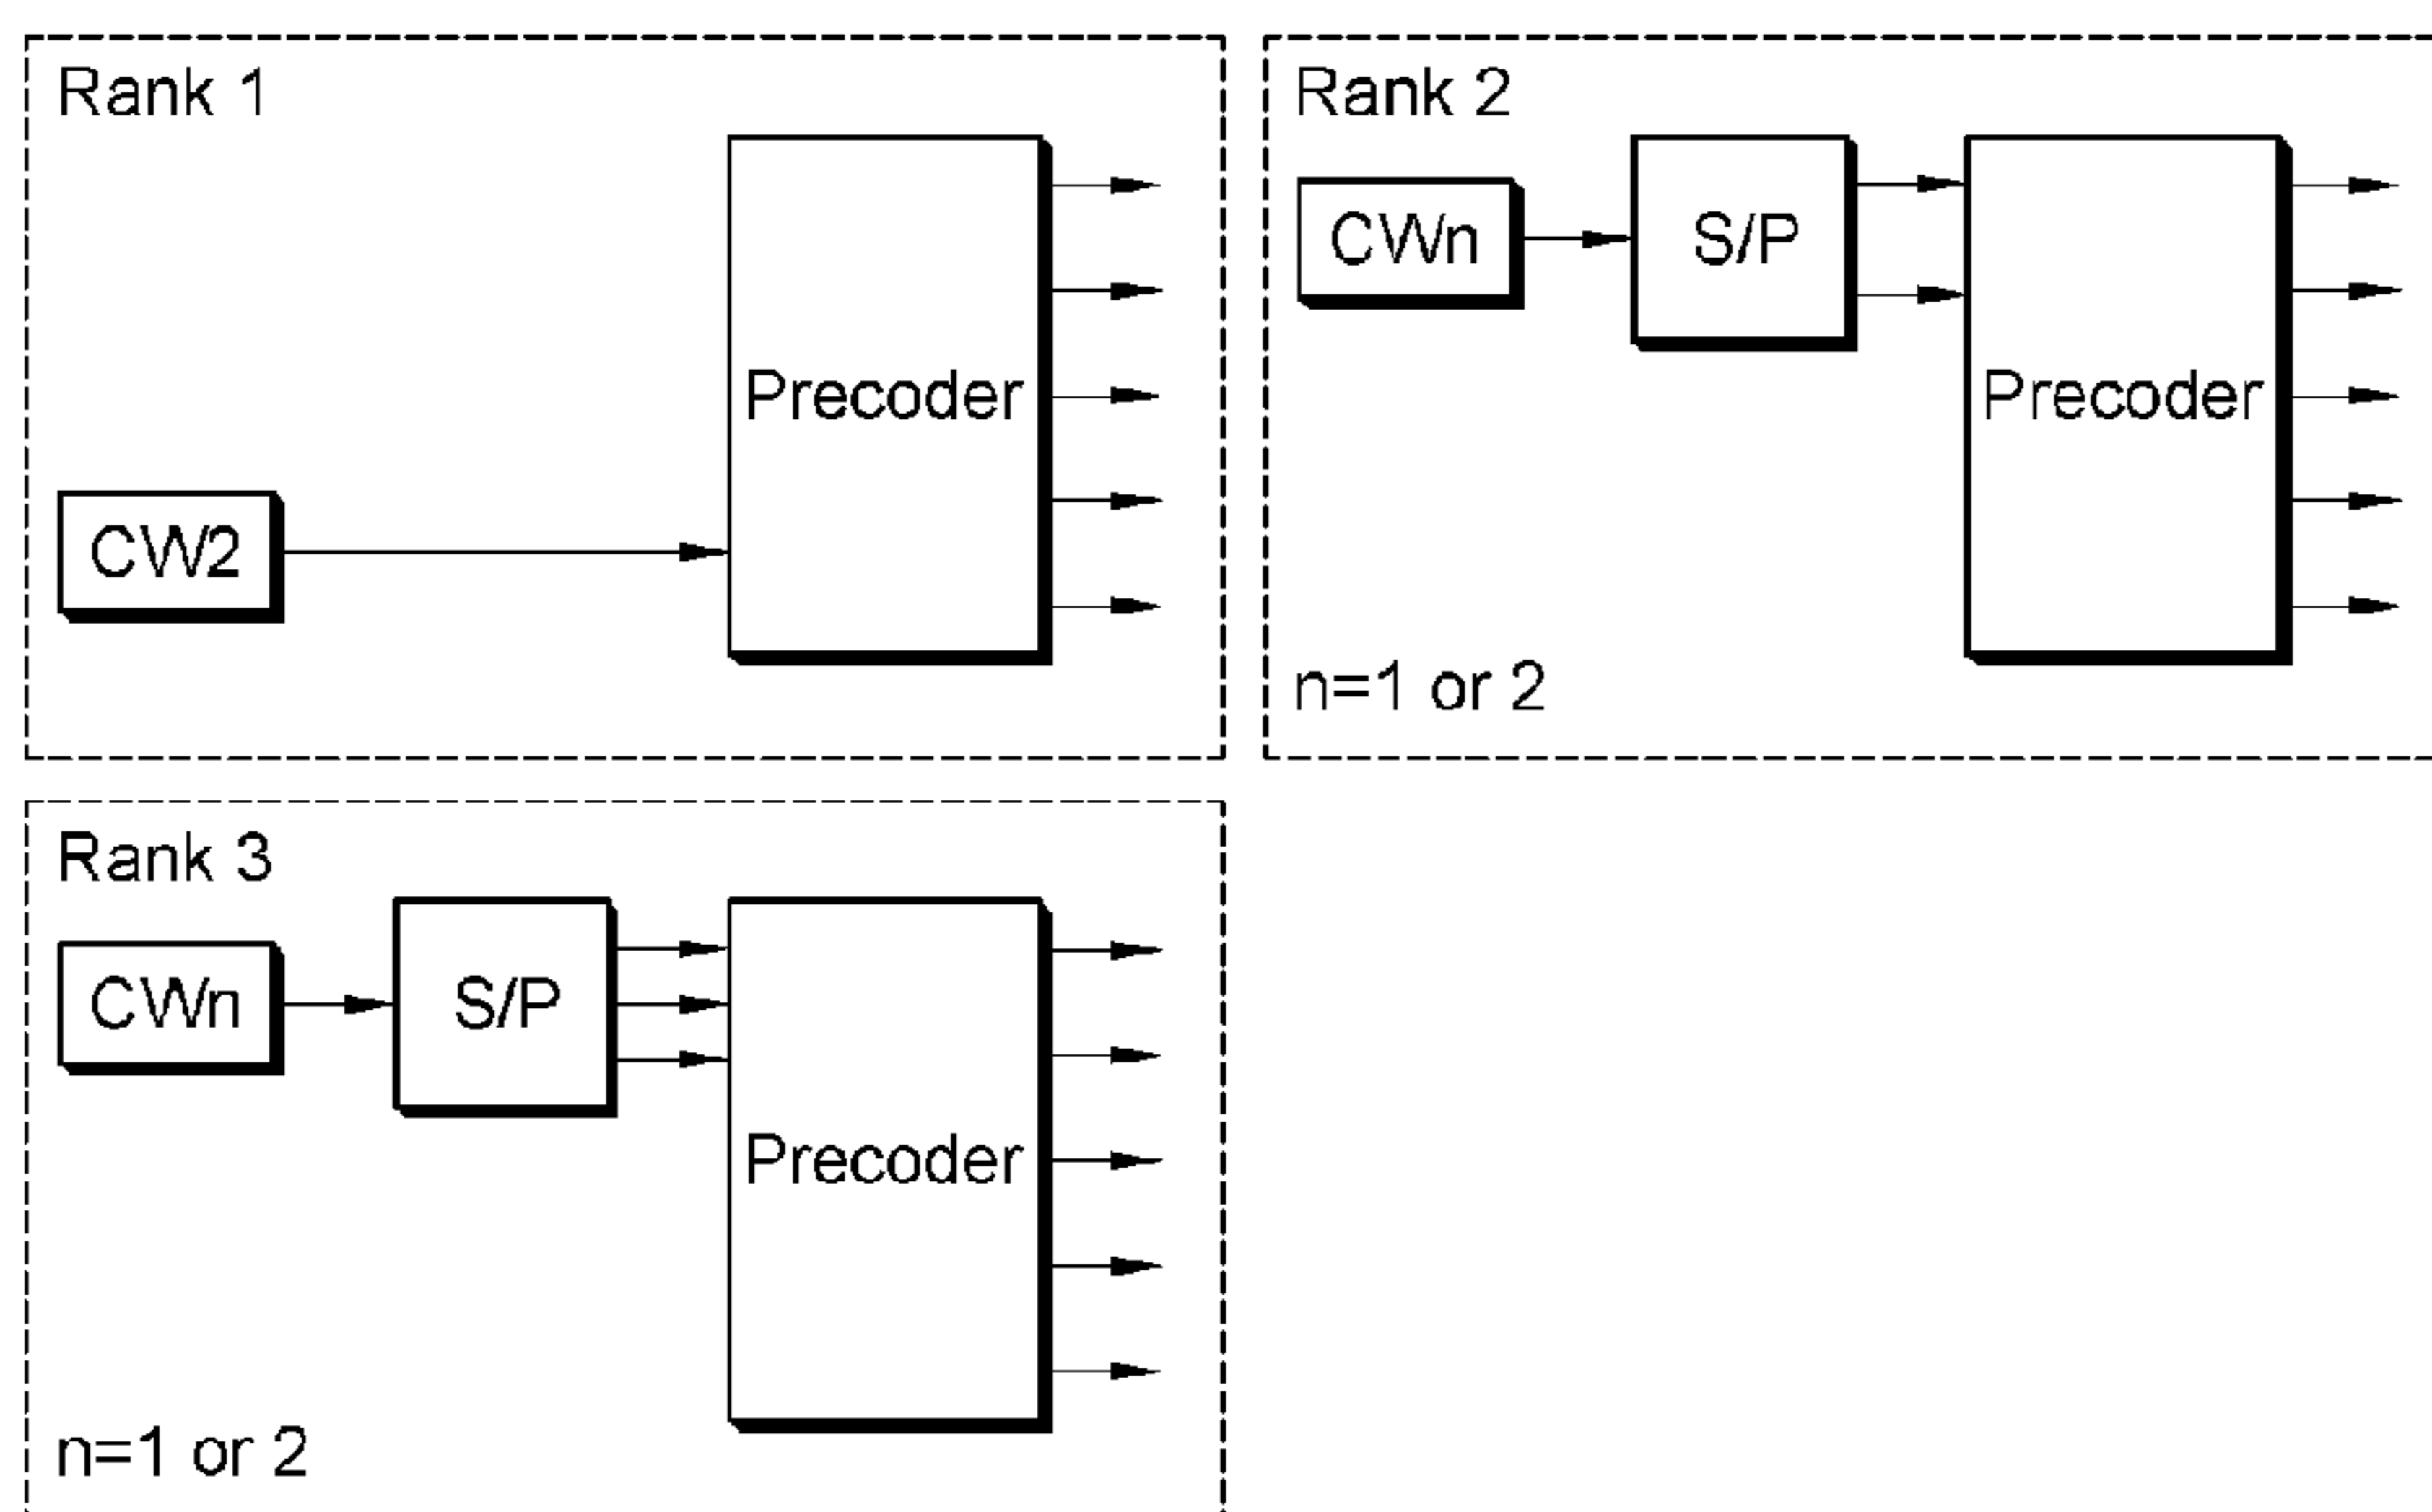 Rank 1
Precoder
CW2
Rank 2
CWn
S/P
Precoder
n=1 or 2
Rank 3
CWn
S/P
Precoder
n=1 or 2